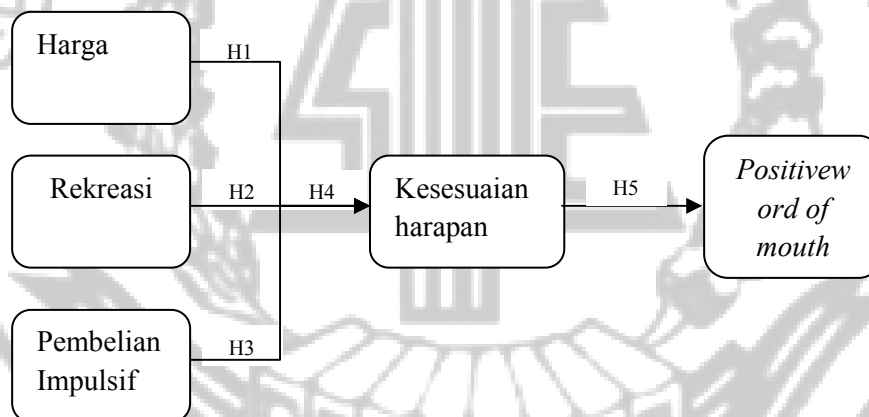 Harga
H1
Rekreasi
H2
H4
Kesesuaian
harapan
H5
Positivew
ord of
mouth
Pembelian
Impulsif
H3